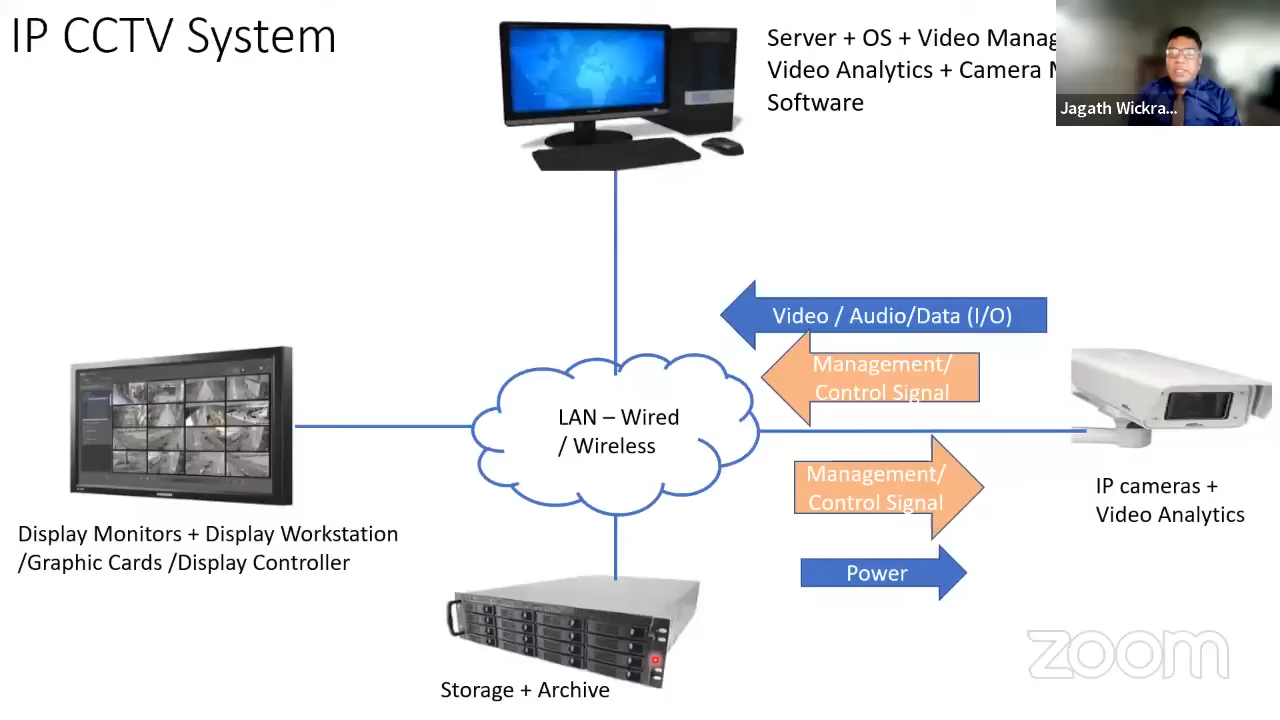 IP CCTV System
Server + OS + Video Manag
Video Analytics + Camera
Software
Jagath Wickra...
Video / Audio/Data (I/O)
Management/
Control Signal
LAN – Wired
/ Wireless
Management/
Control Signal
IP cameras +
Video Analytics
Display Monitors + Display Workstation
/Graphic Cards /Display Controller
Power
Storage + Archive
zoom